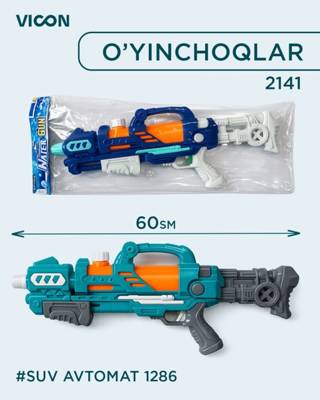 VICON
O'YINCHOQLAR
2141
WATER GUN
60SM
#SUV AVTOMAT 1286